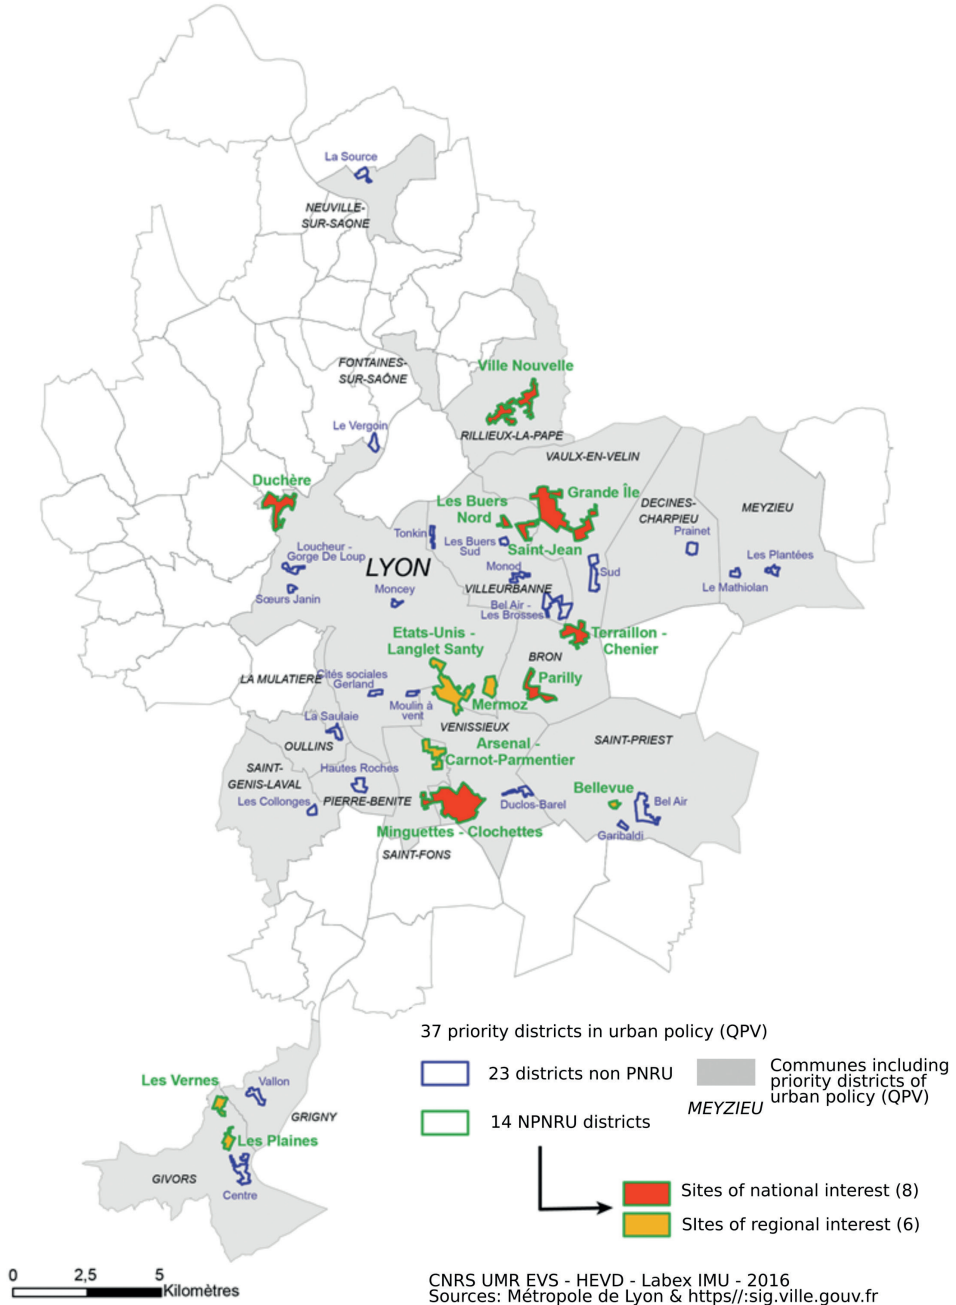 La Source
NEUVILLE-
SUR-SAONE
FONTAINES-
SUR-SAÔNE
Ville Nouvelle
Le Vergoin
RILLIEUX-LA-PAPE
VAULX-EN-VELIN
Duchère
Grande Île
Les Buers
Nord
DECINES-
CHARPIEU
MEYZIEU
Tonkin
Les Buers
Sud
Saint-Jean
Prainet
Loucheur -
Gorge De Loup
LYON
Monod
Sud
Les Plantées
Le Mathiolan
Sœurs Janin
Moncey
VILLEURBANNE
Bel Air -
Les Brosses
Etats-Unis -
Langlet Santy
Terraillon -
Chenier
BRON
LA MULATIERE
Cités sociales
Gerland
Parilly
Moulin à
vent
Mermoz
La Saulaie
VENISSIEUX
OULLINS
Arsenal -
Carnot-Parmentier
SAINT-PRIEST
SAINT-
GENIS-LAVAL
Hautes Roches
Les Collonges
PIERRE-BENITE
Duclos-Barel
Bellevue
Bel Air
Minguettes - Clochettes
Garibaldi
SAINT-FONS
37 priority districts in urban policy (QPV)
23 districts non PNRU
Communes including
priority districts of
urban policy (QPV)
MEYZIEU
14 NPNRU districts
Les Vernes
Vallon
GRIGNY
Les Plaines
GIVORS
Centre
Sites of national interest (8)
SItes of regional interest (6)
0 2,5 5
Kilomètres
CNRS UMR EVS - HEVD - Labex IMU - 2016
Sources: Métropole de Lyon & https//:sig.ville.gouv.fr